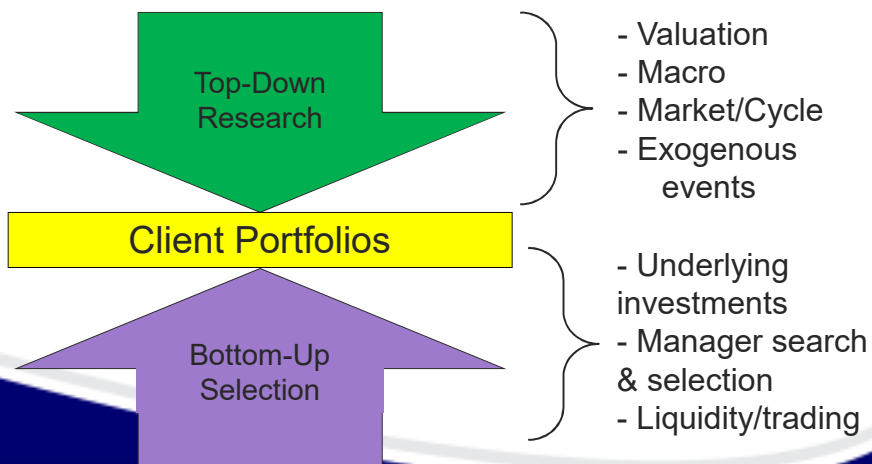 Top-Down
Research
- Valuation
- Macro
- Market/Cycle
- Exogenous
events
Client Portfolios
Bottom-Up
Selection
- Underlying
investments
- Manager search
& selection
- Liquidity/trading